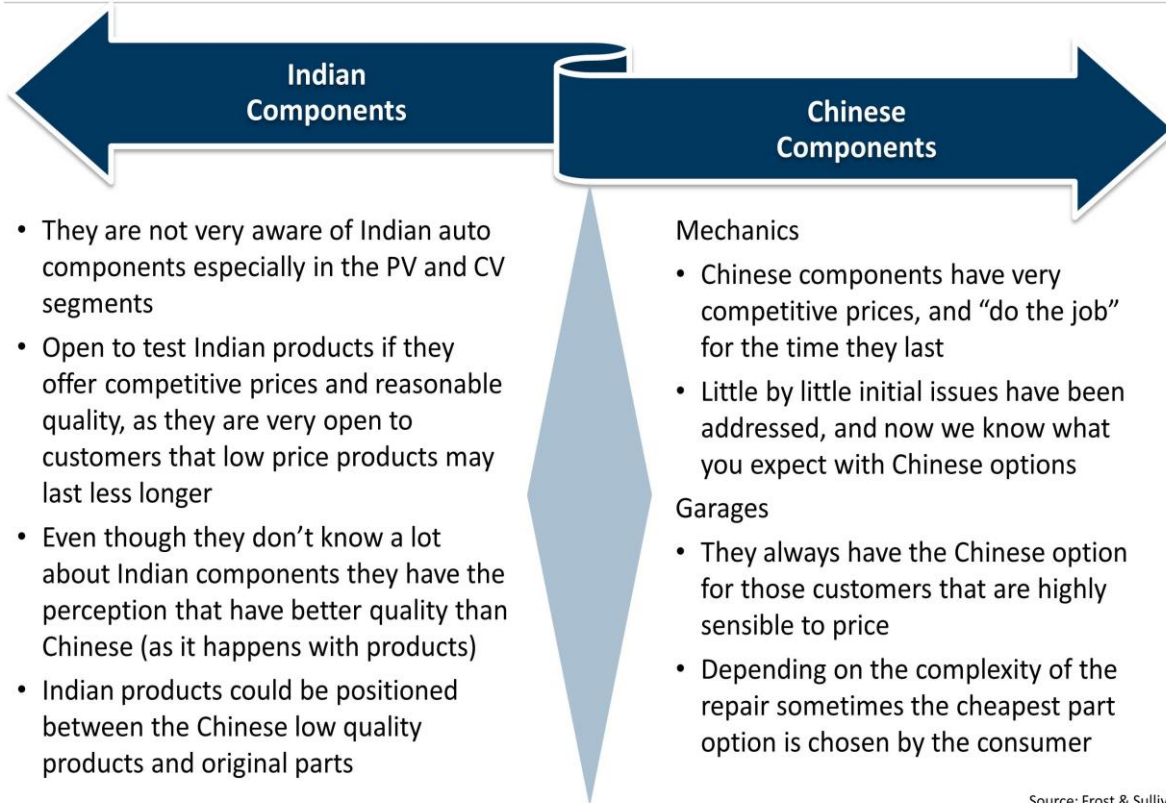 Indian
Components
Chinese
Components
• They are not very aware of Indian auto
components especially in the PV and CV
segments
• Open to test Indian products if they
offer competitive prices and reasonable
quality, as they are very open to
customers that low price products may
last less longer
• Even though they don’t know a lot
about Indian components they have the
perception that have better quality than
Chinese (as it happens with products)
• Indian products could be positioned
between the Chinese low quality
products and original parts
Mechanics
• Chinese components have very
competitive prices, and “do the job”
for the time they last
• Little by little initial issues have been
addressed, and now we know what
you expect with Chinese options
Garages
• They always have the Chinese option
for those customers that are highly
sensible to price
• Depending on the complexity of the
repair sometimes the cheapest part
option is chosen by the consumer
Source: Frost &